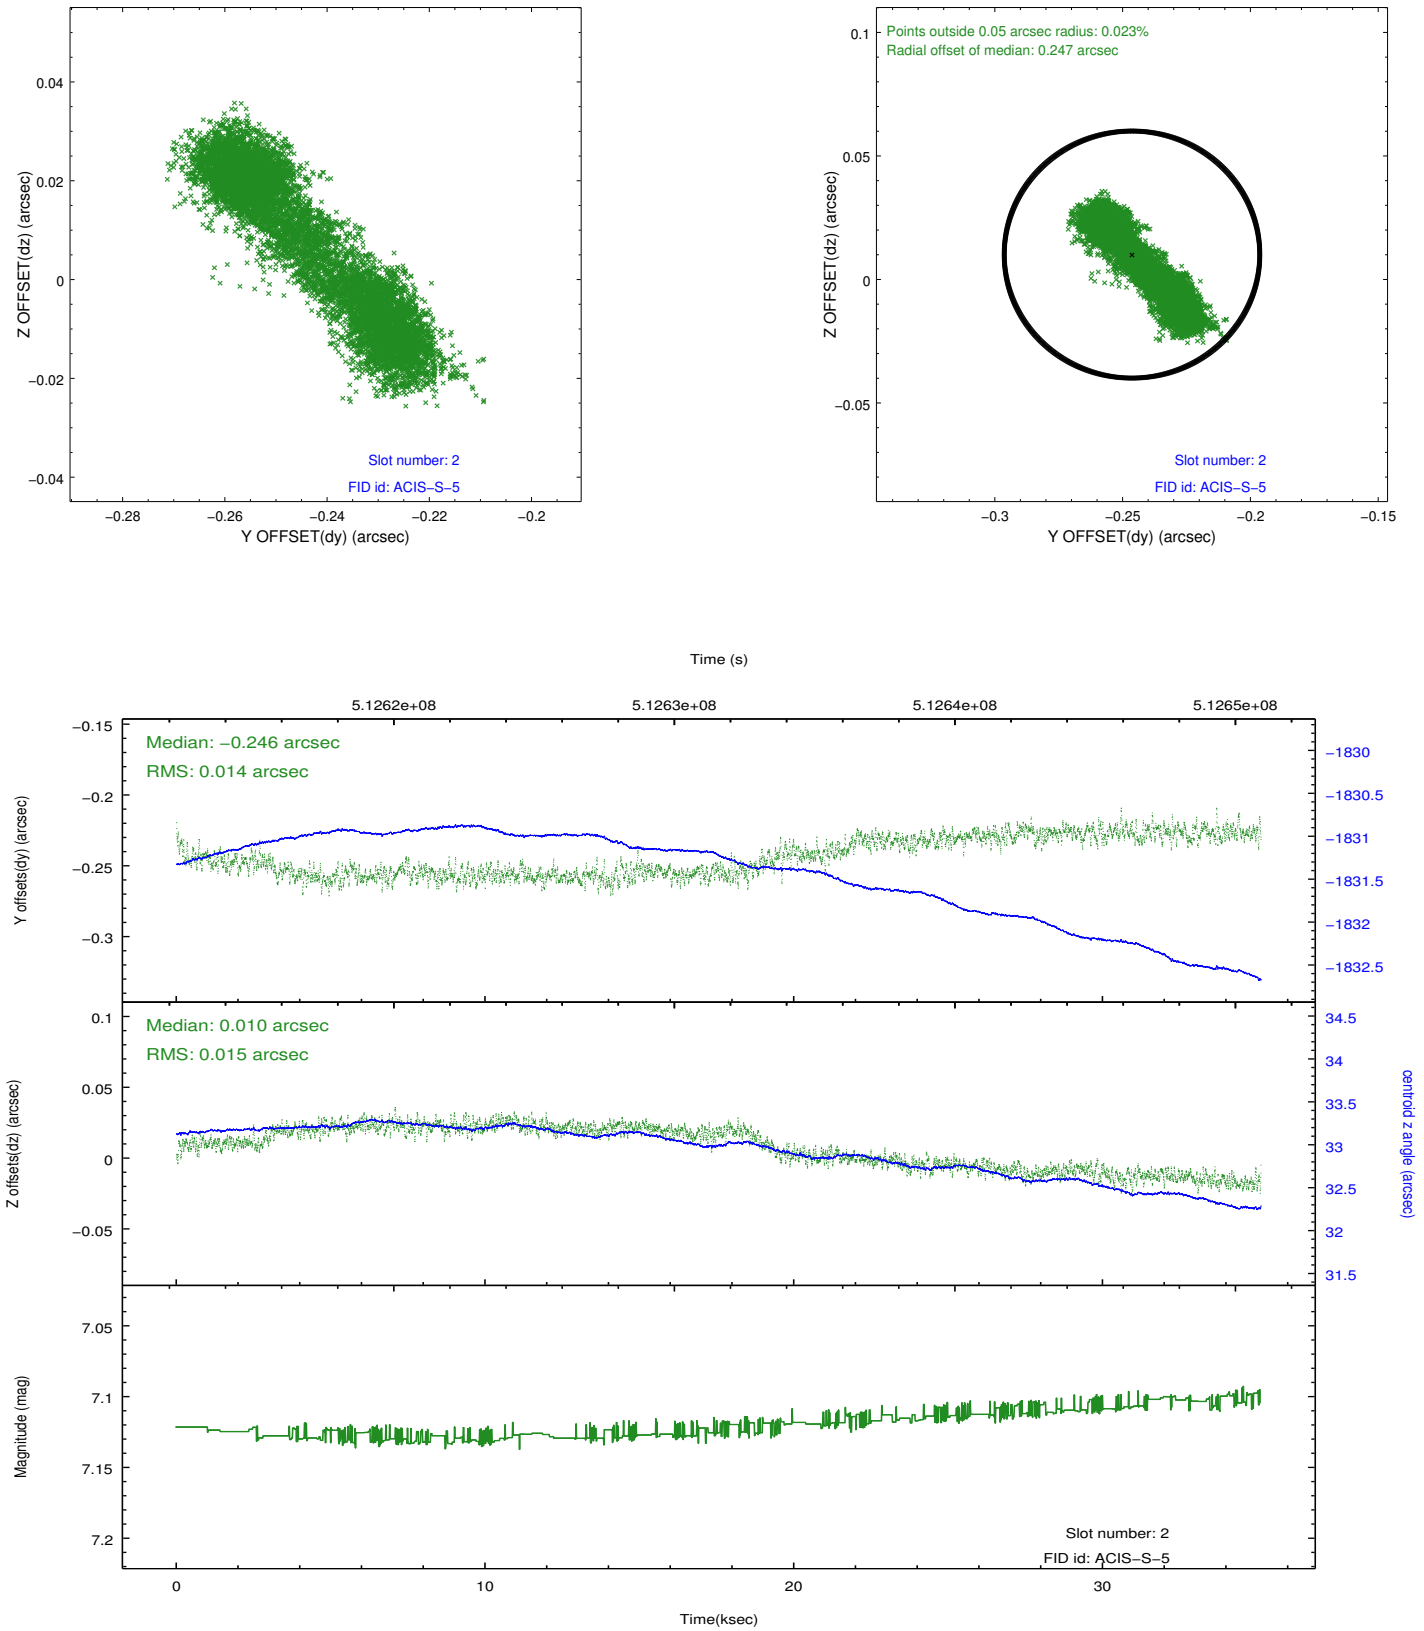 0.04
0.02
0
−0.02
−0.04
Z OFFSET(dz) (arcsec)
Slot number: 2
FID id: ACIS−S−5
−0.28
−0.26
−0.24
−0.22
−0.2
Y OFFSET(dy) (arcsec)
Points outside 0.05 arcsec radius: 0.023%
Radial offset of median: 0.247 arcsec
0.1
0.05
0
−0.05
Z OFFSET(dz) (arcsec)
Slot number: 2
FID id: ACIS−S−5
−0.3
−0.25
−0.2
−0.15
Y OFFSET(dy) (arcsec)
Time (s)
5.1262e+08
5.1263e+08
5.1264e+08
5.1265e+08
Median: −0.246 arcsec
RMS: 0.014 arcsec
−0.15
−0.2
−0.25
−0.3
Y offsets(dy) (arcsec)
−1830
−1830.5
−1831
−1831.5
−1832
−1832.5
Median: 0.010 arcsec
RMS: 0.015 arcsec
0.1
0.05
0
−0.05
Z offsets(dz) (arcsec)
34.5
34
33.5
33
32.5
32
31.5
centroid z angle (arcsec)
7.05
7.1
7.15
7.2
Magnitude (mag)
Slot number: 2
FID id: ACIS−S−5
0
10
20
30
Time(ksec)